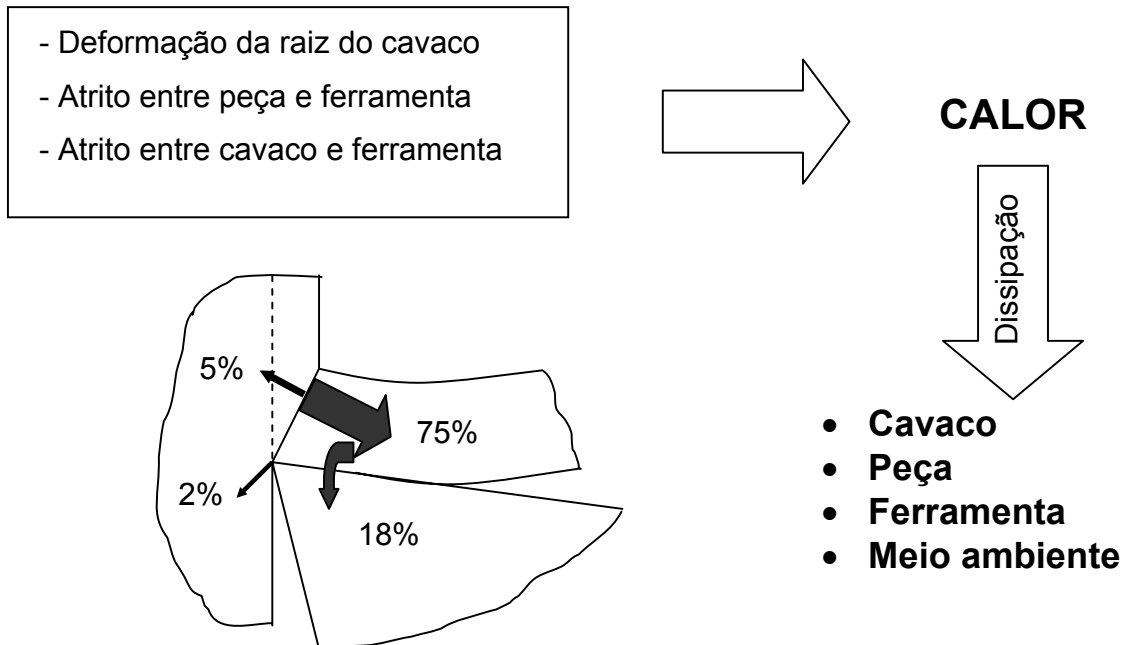 - Deformação da raiz do cavaco
- Atrito entre peça e ferramenta
- Atrito entre cavaco e ferramenta
CALOR
Dissipação
5%
75%
2%
18%
• Cavaco
• Peça
• Ferramenta
• Meio ambiente